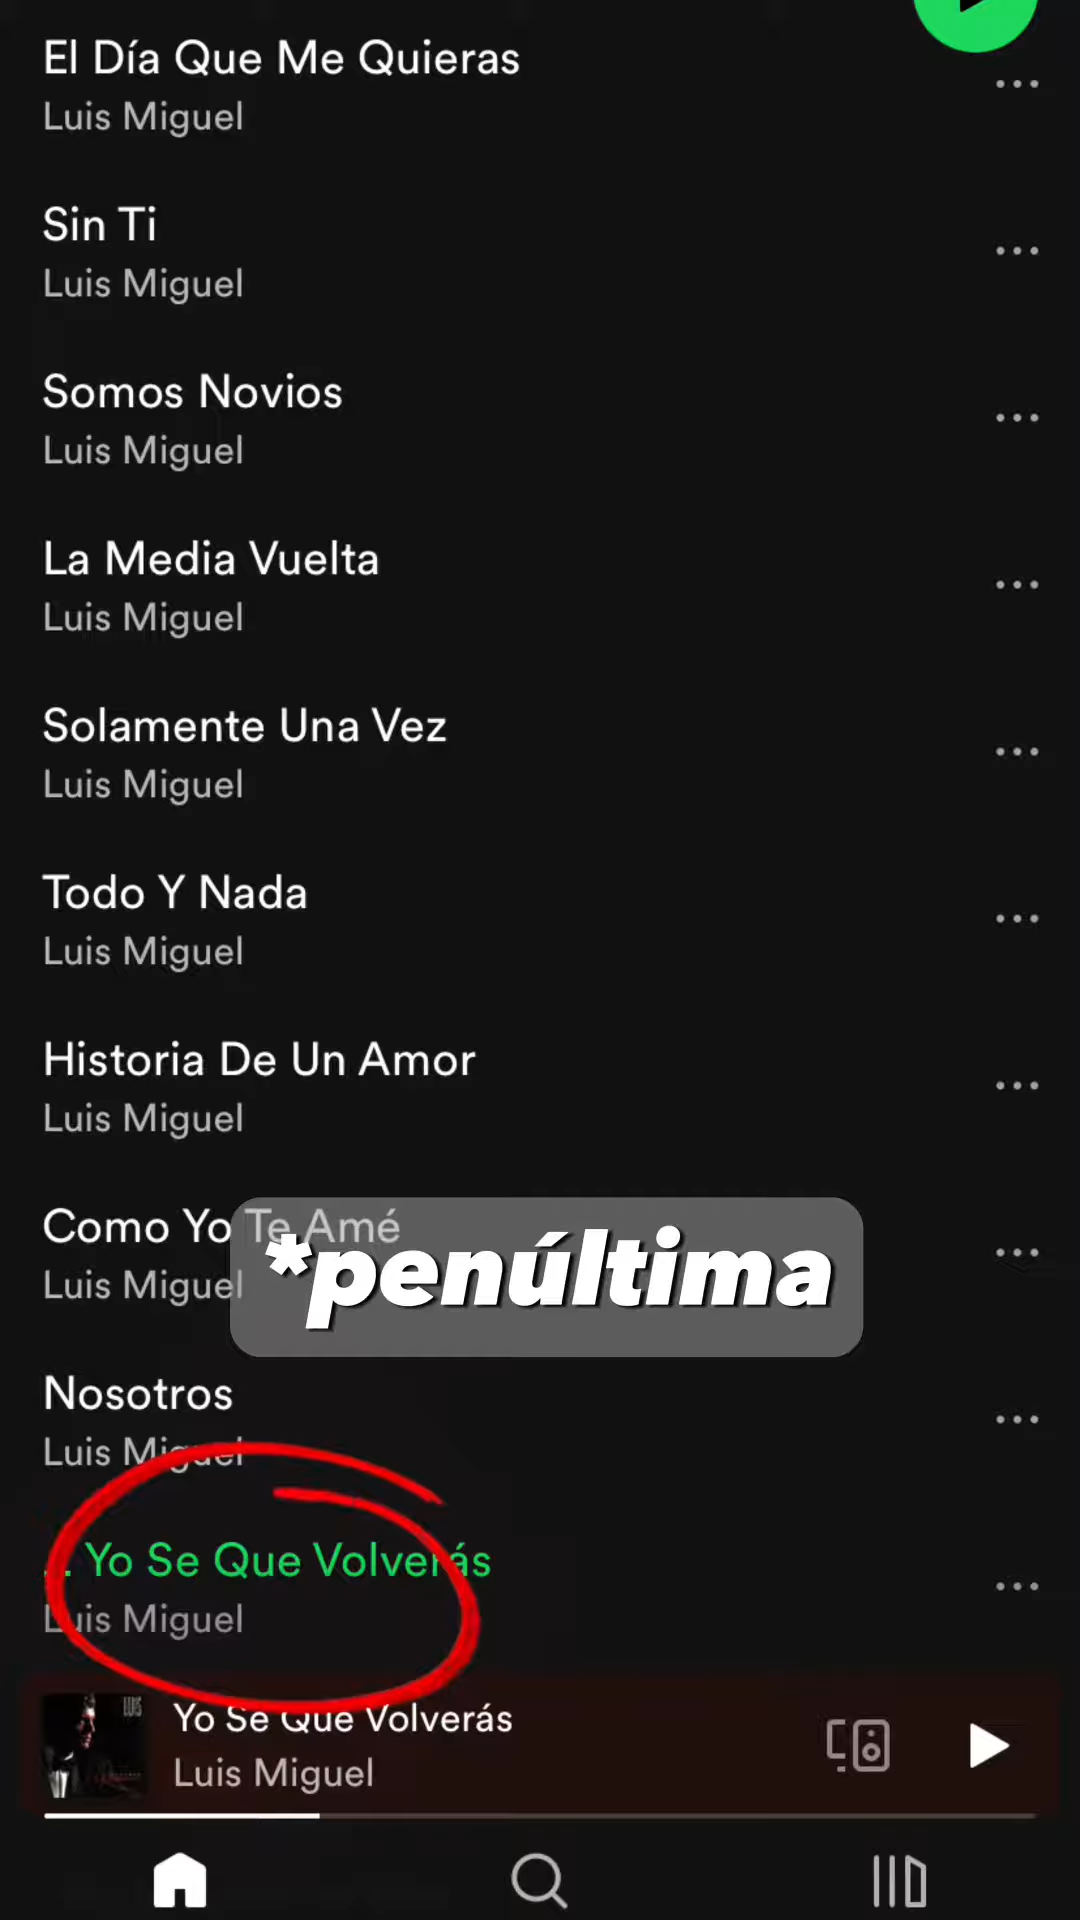 El Día Que Me Quieras
Luis Miguel
Sin Ti
Luis Miguel
Somos Novios
Luis Miguel
La Media Vuelta
Luis Miguel
Solamente Una Vez
Luis Miguel
Todo Y Nada
Luis Miguel
Historia De Un Amor
Luis Miguel
Como Yo Te Amé
Luis Miguel
*penúltima
Nosotros
Luis Miguel
... Yo Se Que Volverás
Luis Miguel
LUIS
Yo Se Que Volverás
Luis Miguel